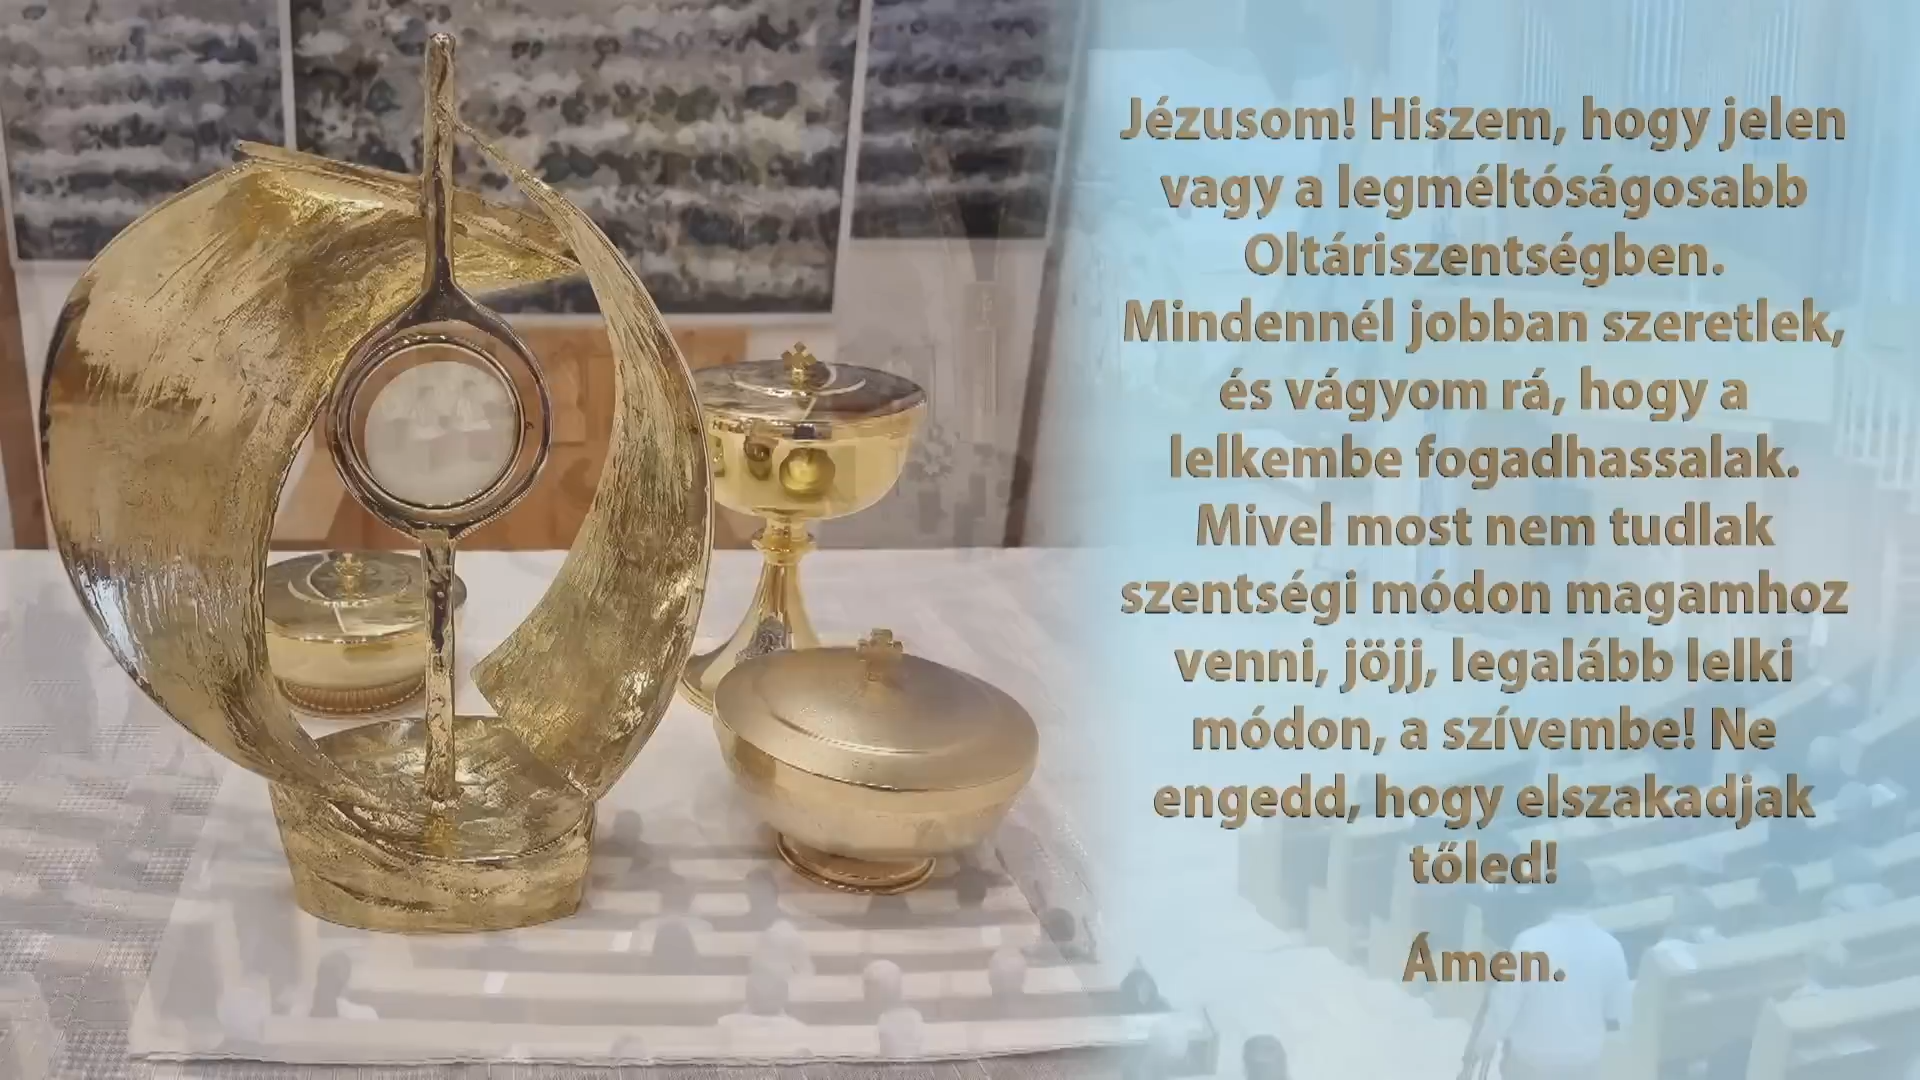 Jézusom! Hiszem, hogy jelen
vagy a legméltóságosabb
Oltáriszentségben.
Mindennél jobban szeretlek,
és vágyom rá, hogy a
lelkembe fogadhassalak.
Mivel most nem tudlak
szentségi módon magamhoz
venni, jöjj, legalább lelki
módon, a szívembe! Ne
engedd, hogy elszakadjak
tőled!
Ámen.